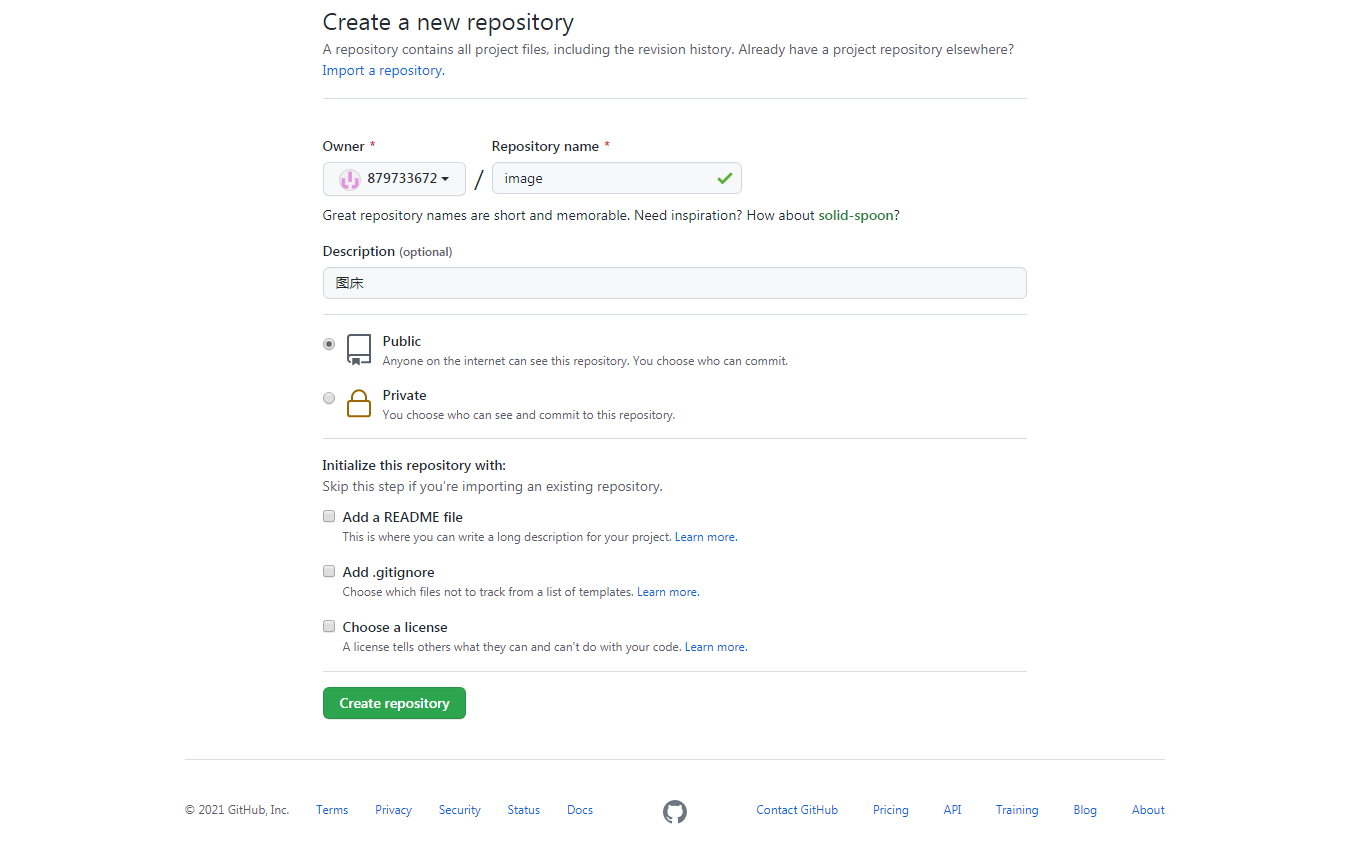 Create a new repository
A repository contains all project files, including the revision history. Already have a project repository elsewhere?
Import a repository.
Owner * Repository name *
879733672 / image
Great repository names are short and memorable. Need inspiration? How about solid-spoon?
Description (optional)
图床
Public
Anyone on the internet can see this repository. You choose who can commit.
Private
You choose who can see and commit to this repository.
Initialize this repository with:
Skip this step if you're importing an existing repository.
Add a README file
This is where you can write a long description for your project. Learn more.
Add .gitignore
Choose which files not to track from a list of templates. Learn more.
Choose a license
A license tells others what they can and can't do with your code. Learn more.
Create repository
© 2021 GitHub, Inc. Terms Privacy Security Status Docs Contact GitHub Pricing API Training Blog About